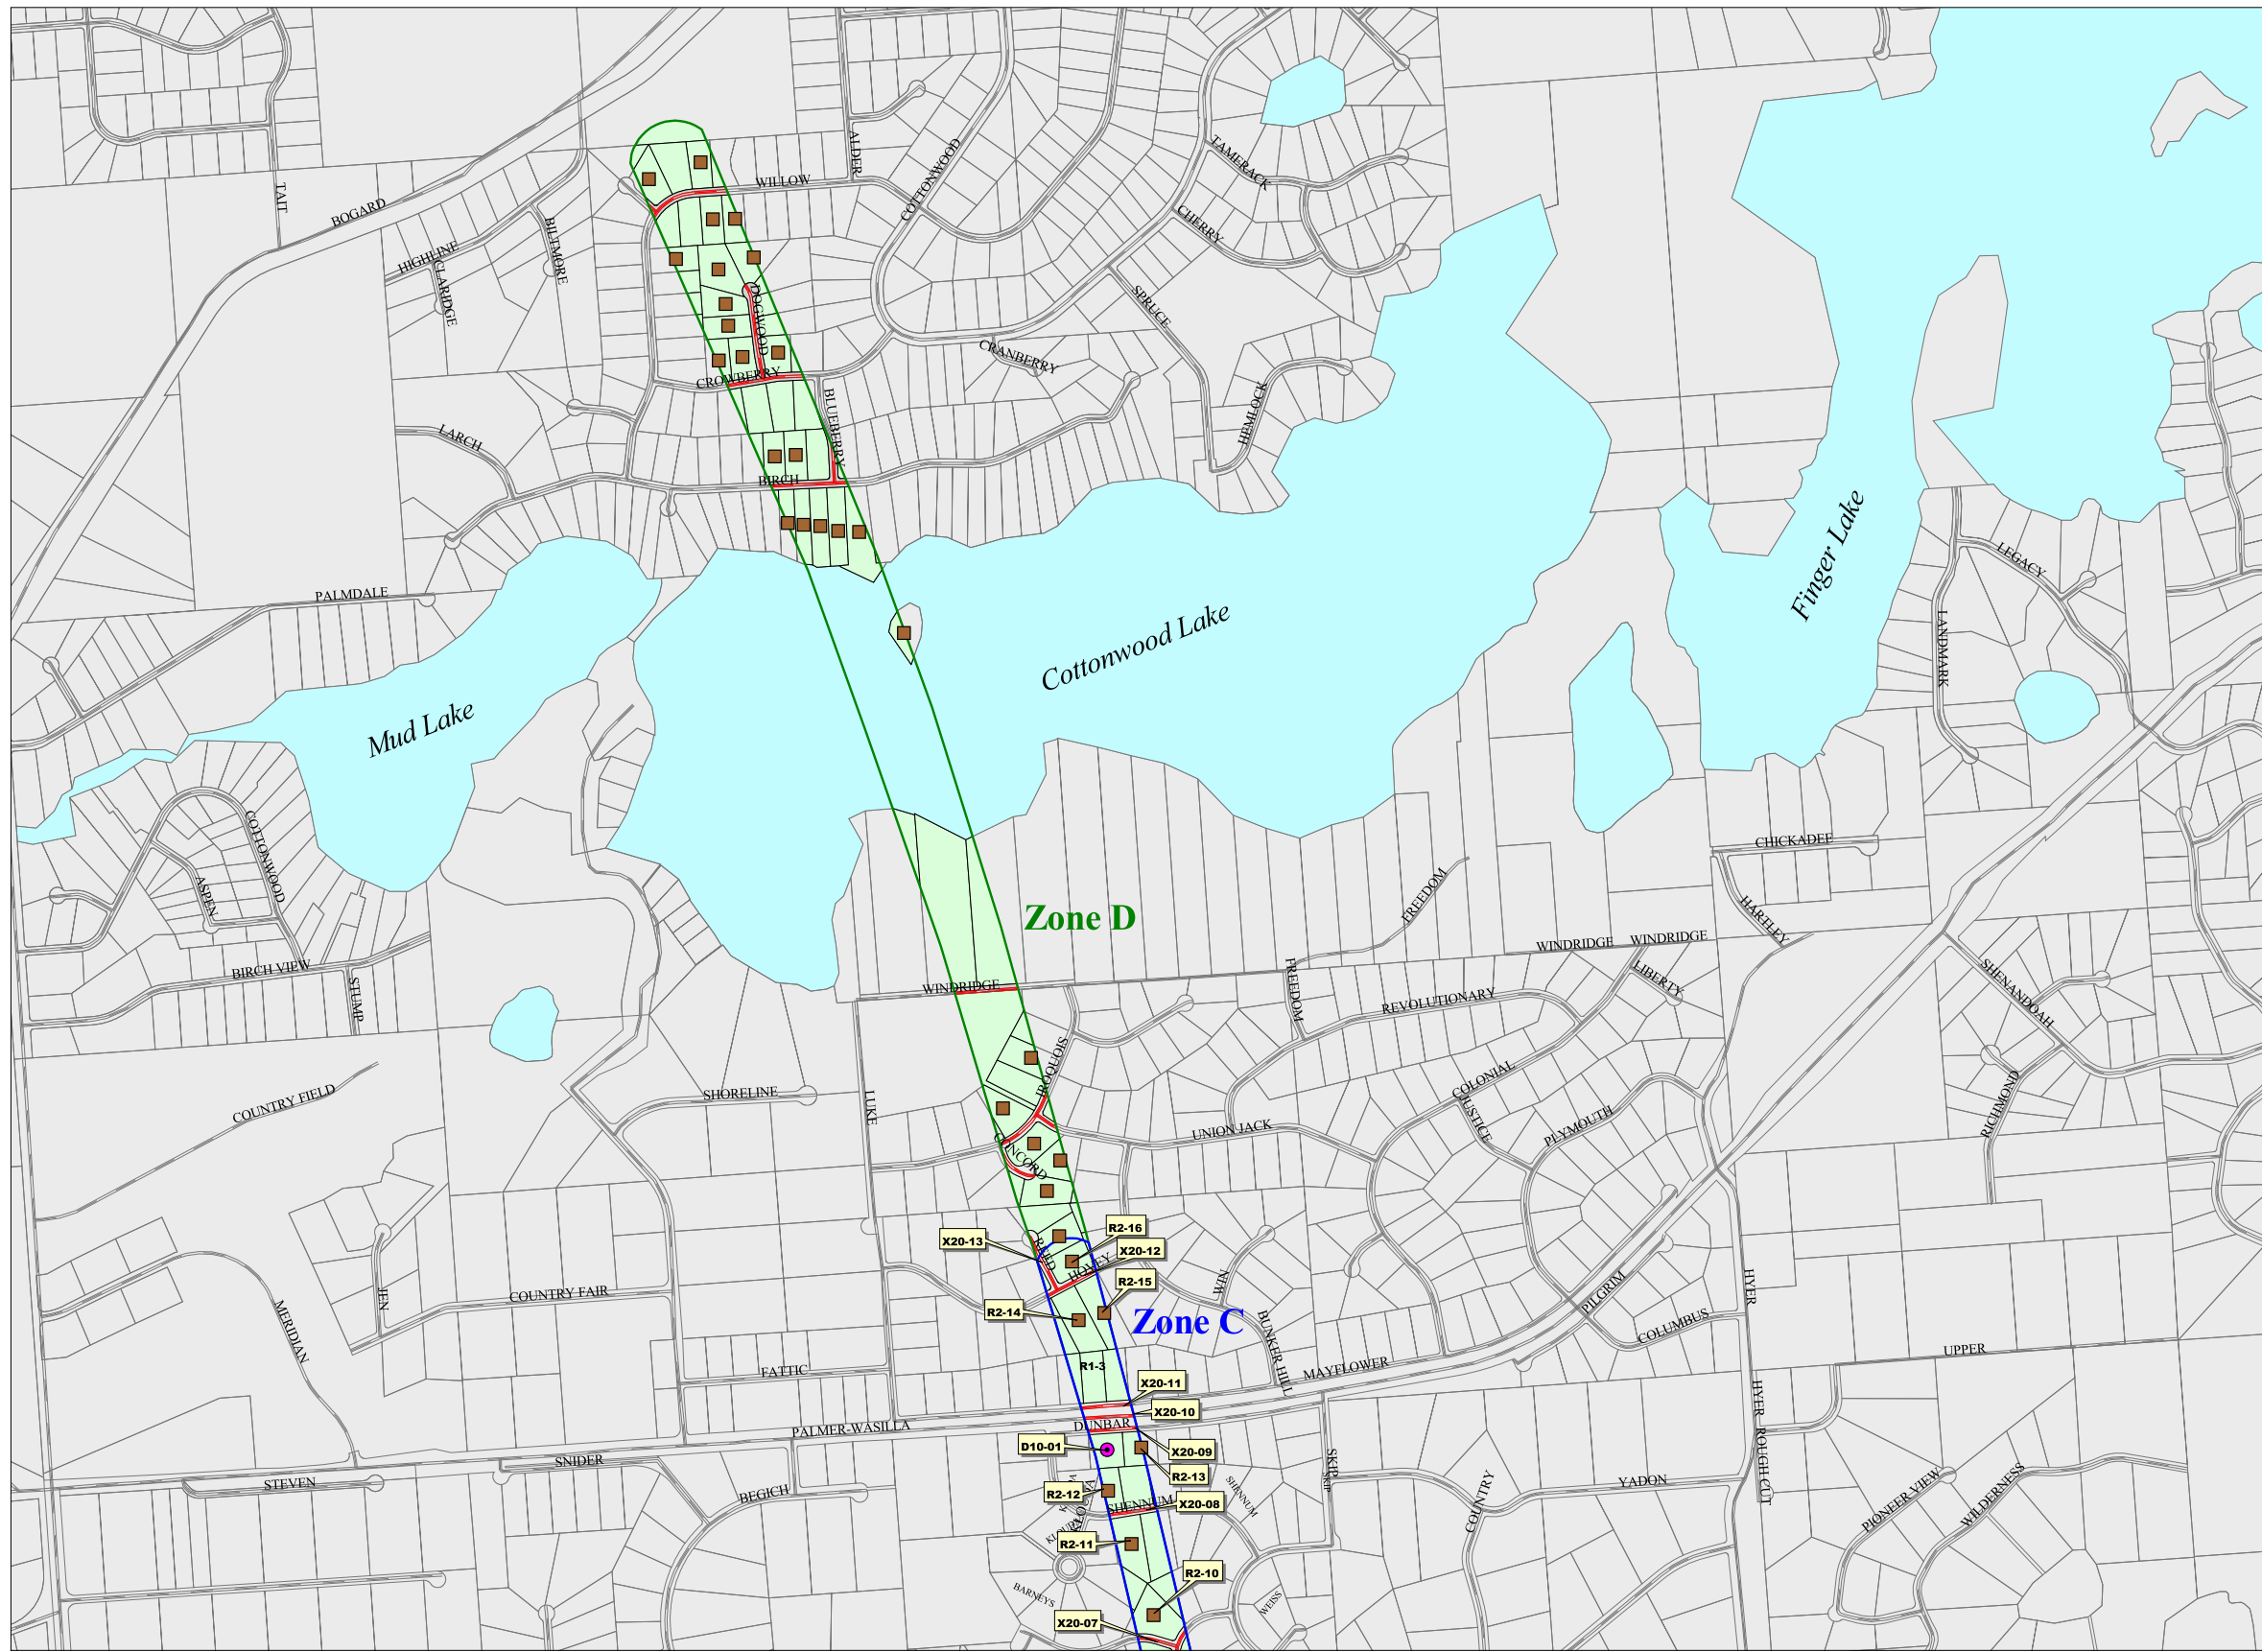 ALDER
COTTONWOOD
TAMERACK
WILLOW
TAIT
BOGARD
CHERRY
BILTMORE
HIGHLINE
CLARIDGE
DOGWOOD
SPRUCE
CRANBERRY
CROWBERRY
HEMLOCK
BLUEBERRY
LARCH
BIRCH
Finger Lake
LEGACY
PALMDALE
LANDMARK
Cottonwood Lake
Mud Lake
COTTONWOOD
CHICKADEE
ASPEN
FREEDOM
Zone D
HARTLEY
WINDRIDGE
WINDRIDGE
BIRCH VIEW
STUMP
WINDRIDGE
FREEDOM
LIBERTY
SHENANDOAH
REVOLUTIONARY
IROQUOIS
COLONIAL
SHORELINE
COUNTRY FIELD
LUKE
JUSTICE
PLYMOUTH
RICHMOND
UNION JACK
CONCORD
R2-16
X20-13
X20-12
REED
HOVEY
R2-15
WIN
HYER
PILGRIM
COUNTRY FAIR
JEN
R2-14
Zone C
MERIDIAN
BUNKER HILL
COLUMBUS
UPPER
R1-3
MAYFLOWER
FATTIC
X20-11
X20-10
HYER
DUNBAR
PALMER-WASILLA
D10-01
X20-09
R2-13
SKIP
SKIP
ROUGH CUT
SNIDER
STEVEN
YADON
BEGICH
R2-12
SHENNUM
SHENNUM
X20-08
COUNTRY
PIONEER VIEW
WILDERNESS
R2-11
R2-10
BARNEYS
WEISS
X20-07